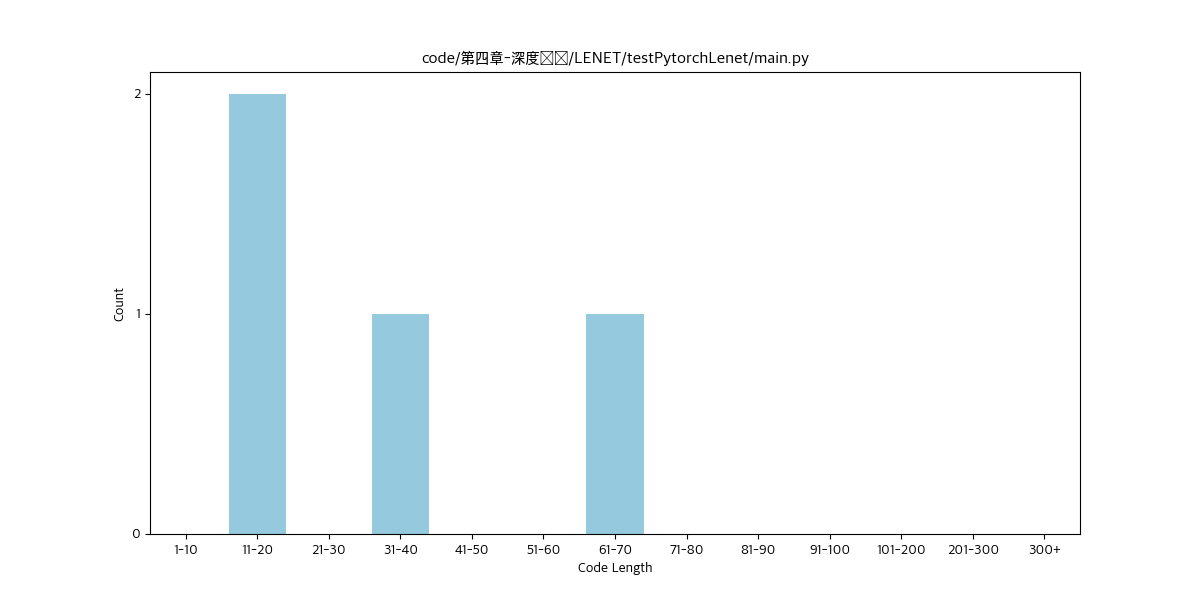 code/第四章-深度/LENET/testPytorchLenet/main.py
2
1
0
Count
1-10 11-20 21-30 31-40 41-50 51-60 61-70 71-80 81-90 91-100 101-200 201-300 300+
Code Length